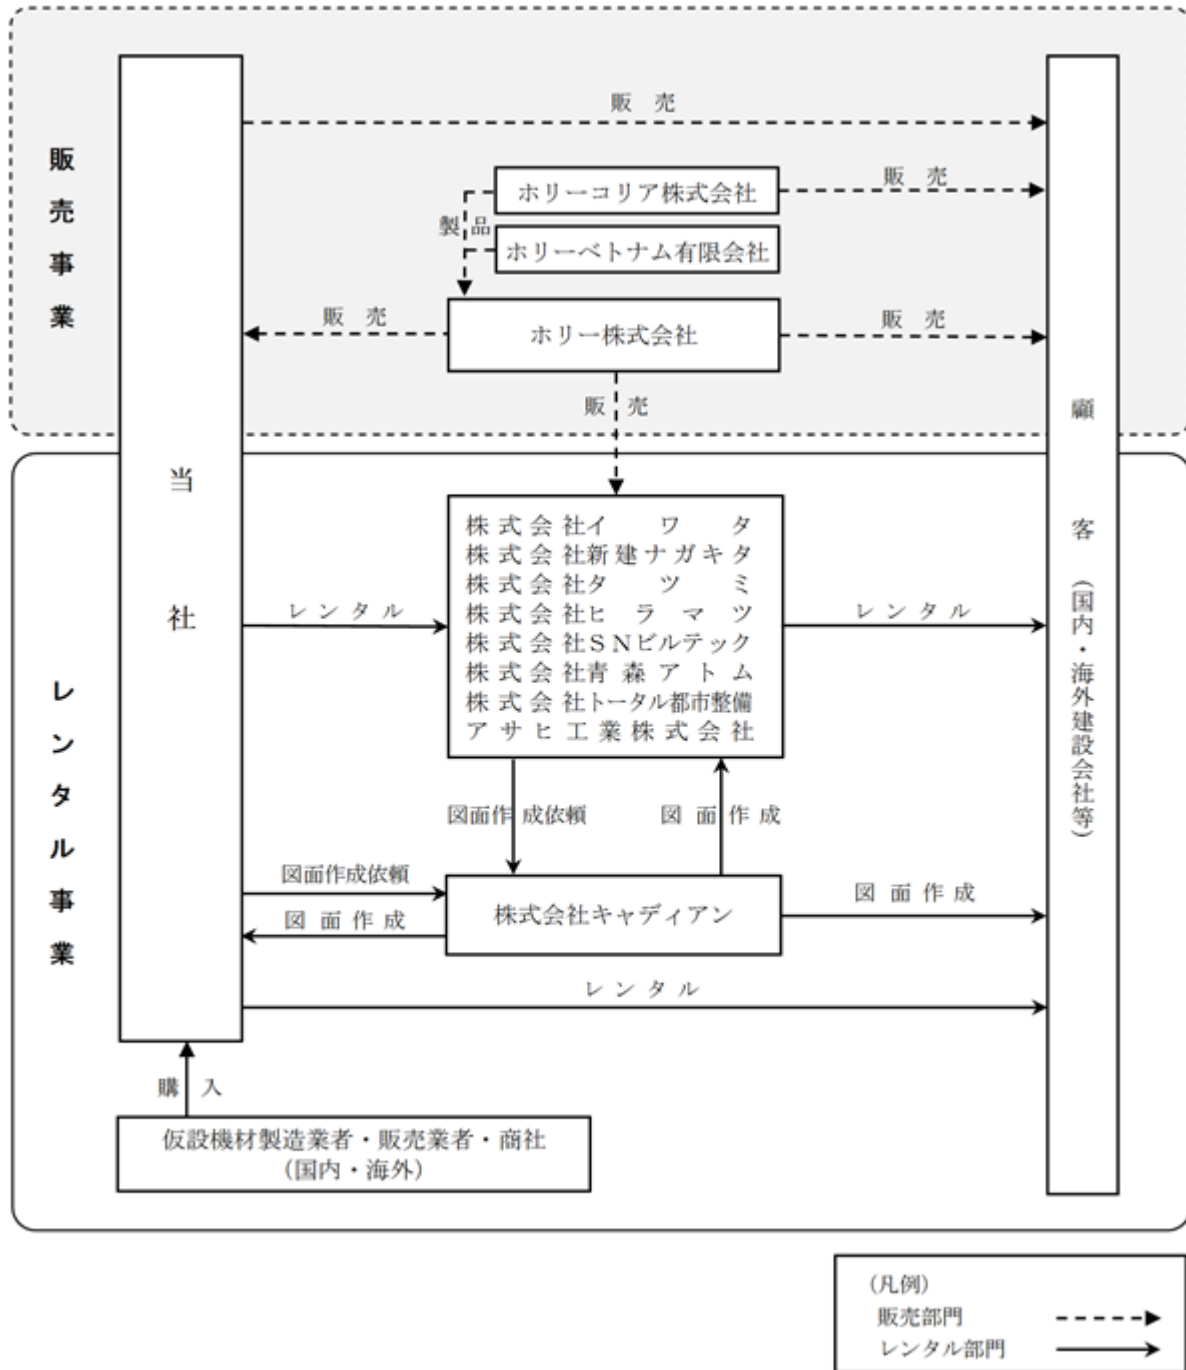 販売事業
販売
ホリーコリア株式会社
販売
製品
ホリーベトナム有限会社
販売
ホリー株式会社
販売
販売
当社
顧客（国内・海外建設会社等）
レンタル事業
株式会社イワタ
株式会社新建ナガキタ
株式会社タツミ
株式会社ヒラマツ
株式会社ＳＮビルテック
株式会社青森アトム
株式会社トータル都市整備
アサヒ工業株式会社
レンタル
レンタル
図面作成依頼
図面作成
図面作成依頼
図面作成
株式会社キャディアン
図面作成
レンタル
購入
仮設機材製造業者・販売業者・商社
（国内・海外）
（凡例）
販売部門
レンタル部門